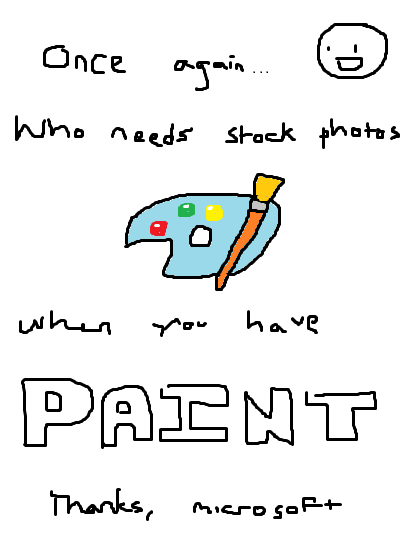 Once again...
Who needs stock photos
when you have
PAINT
Thanks, microsoft